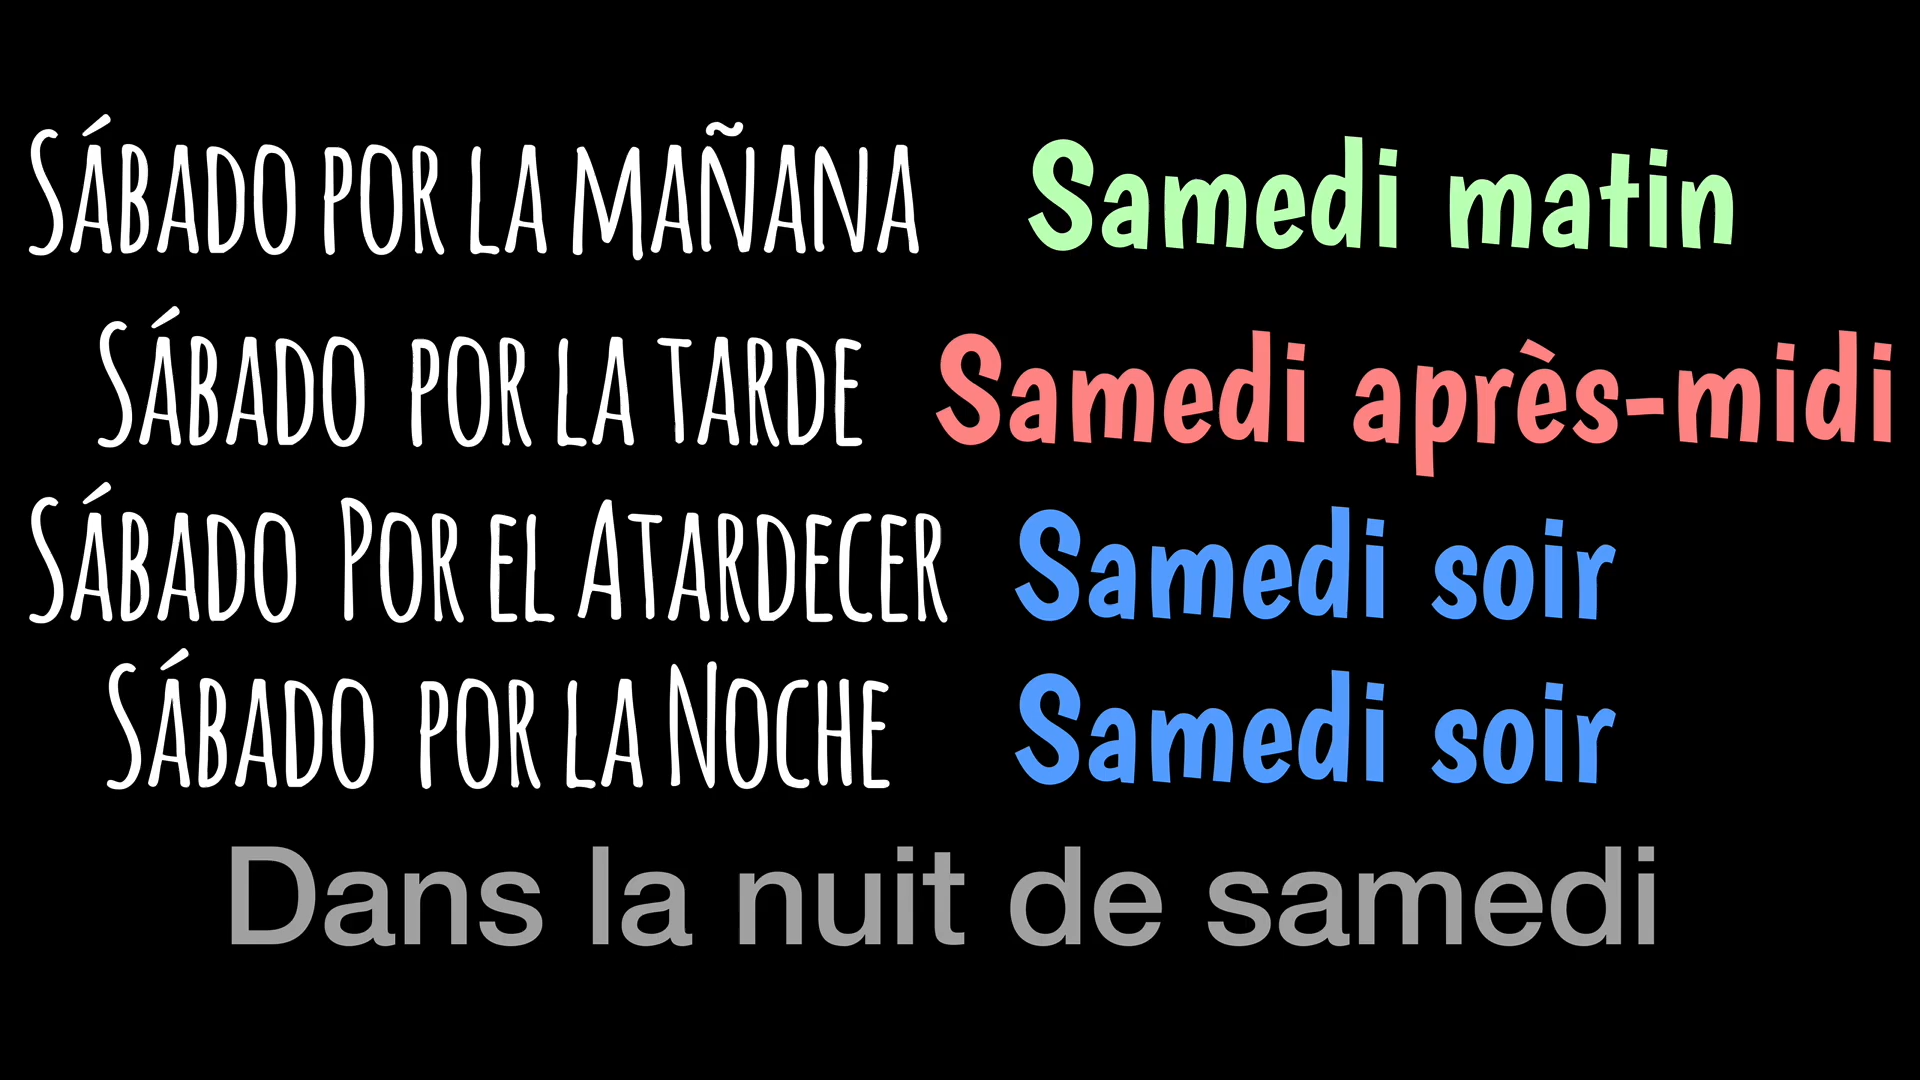 Sábado por la mañana Samedi matin
Sábado por la tarde Samedi après-midi
Sábado Por el Atardecer Samedi soir
Sábado por la Noche Samedi soir
Dans la nuit de samedi